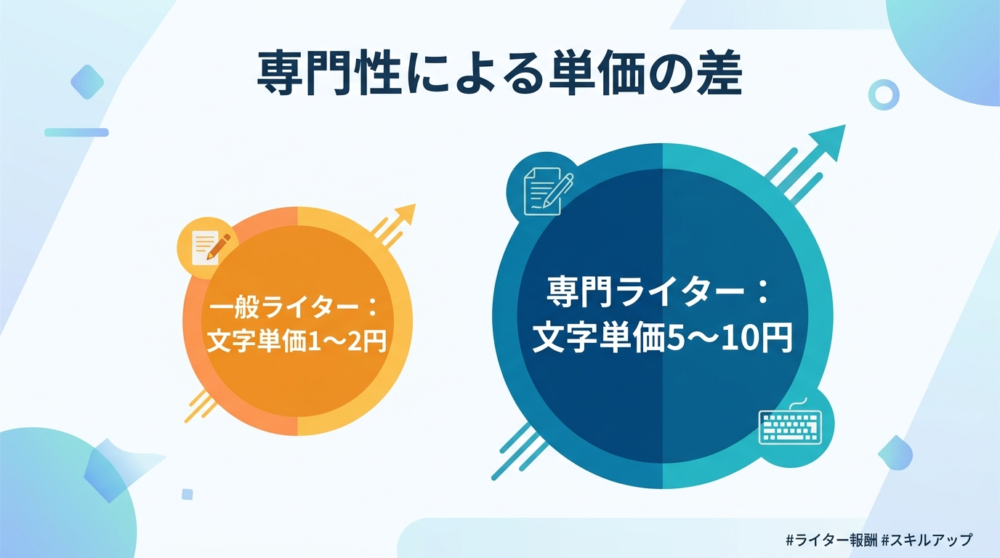 専門性による単価の差
一般ライター：
文字単価1〜2円
専門ライター：
文字単価5〜10円
#ライター報酬 #スキルアップ